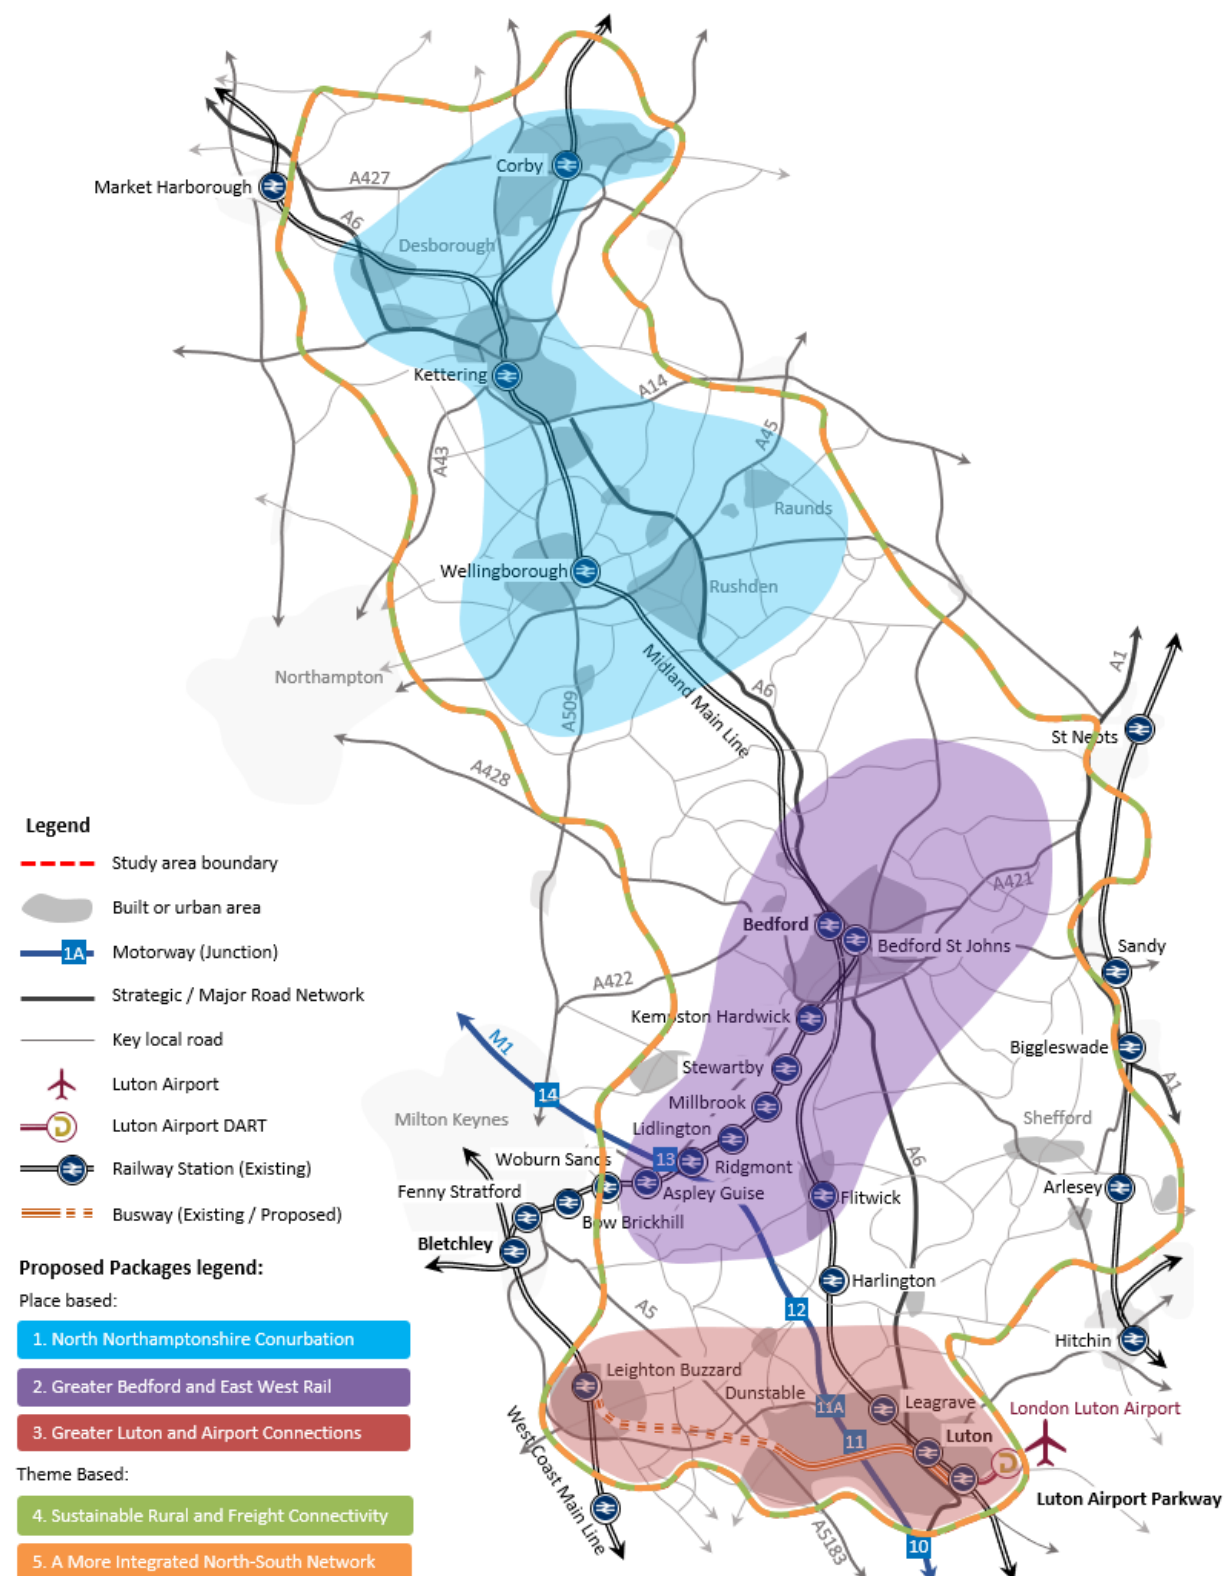 Corby
Market Harborough
A427
A6
Desborough
Kettering
A14
A45
A43
Raunds
Wellingborough
Rushden
Northampton
Midland Main Line
A6
A509
A1
St Neots
A428
Legend
Study area boundary
Built or urban area
1A
Motorway (Junction)
Strategic / Major Road Network
Key local road
Luton Airport
D
Luton Airport DART
Railway Station (Existing)
Busway (Existing / Proposed)
Proposed Packages legend:
Place based:
1. North Northamptonshire Conurbation
2. Greater Bedford and East West Rail
3. Greater Luton and Airport Connections
Theme Based:
4. Sustainable Rural and Freight Connectivity
5. A More Integrated North-South Network
A421
Bedford
Bedford St Johns
Sandy
A422
Kempston Hardwick
M1
Biggleswade
Stewartby
A1
14
Millbrook
Milton Keynes
Shefford
Lidlington
A6
Woburn Sands
13
Ridgmont
Fenny Stratford
Aspley Guise
Flitwick
Arlesey
Bow Brickhill
Bletchley
Harlington
A5
12
Hitchin
Leighton Buzzard
Dunstable
11A
Leagrave
London Luton Airport
West Coast Main Line
11
Luton
D
Luton Airport Parkway
A5183
10